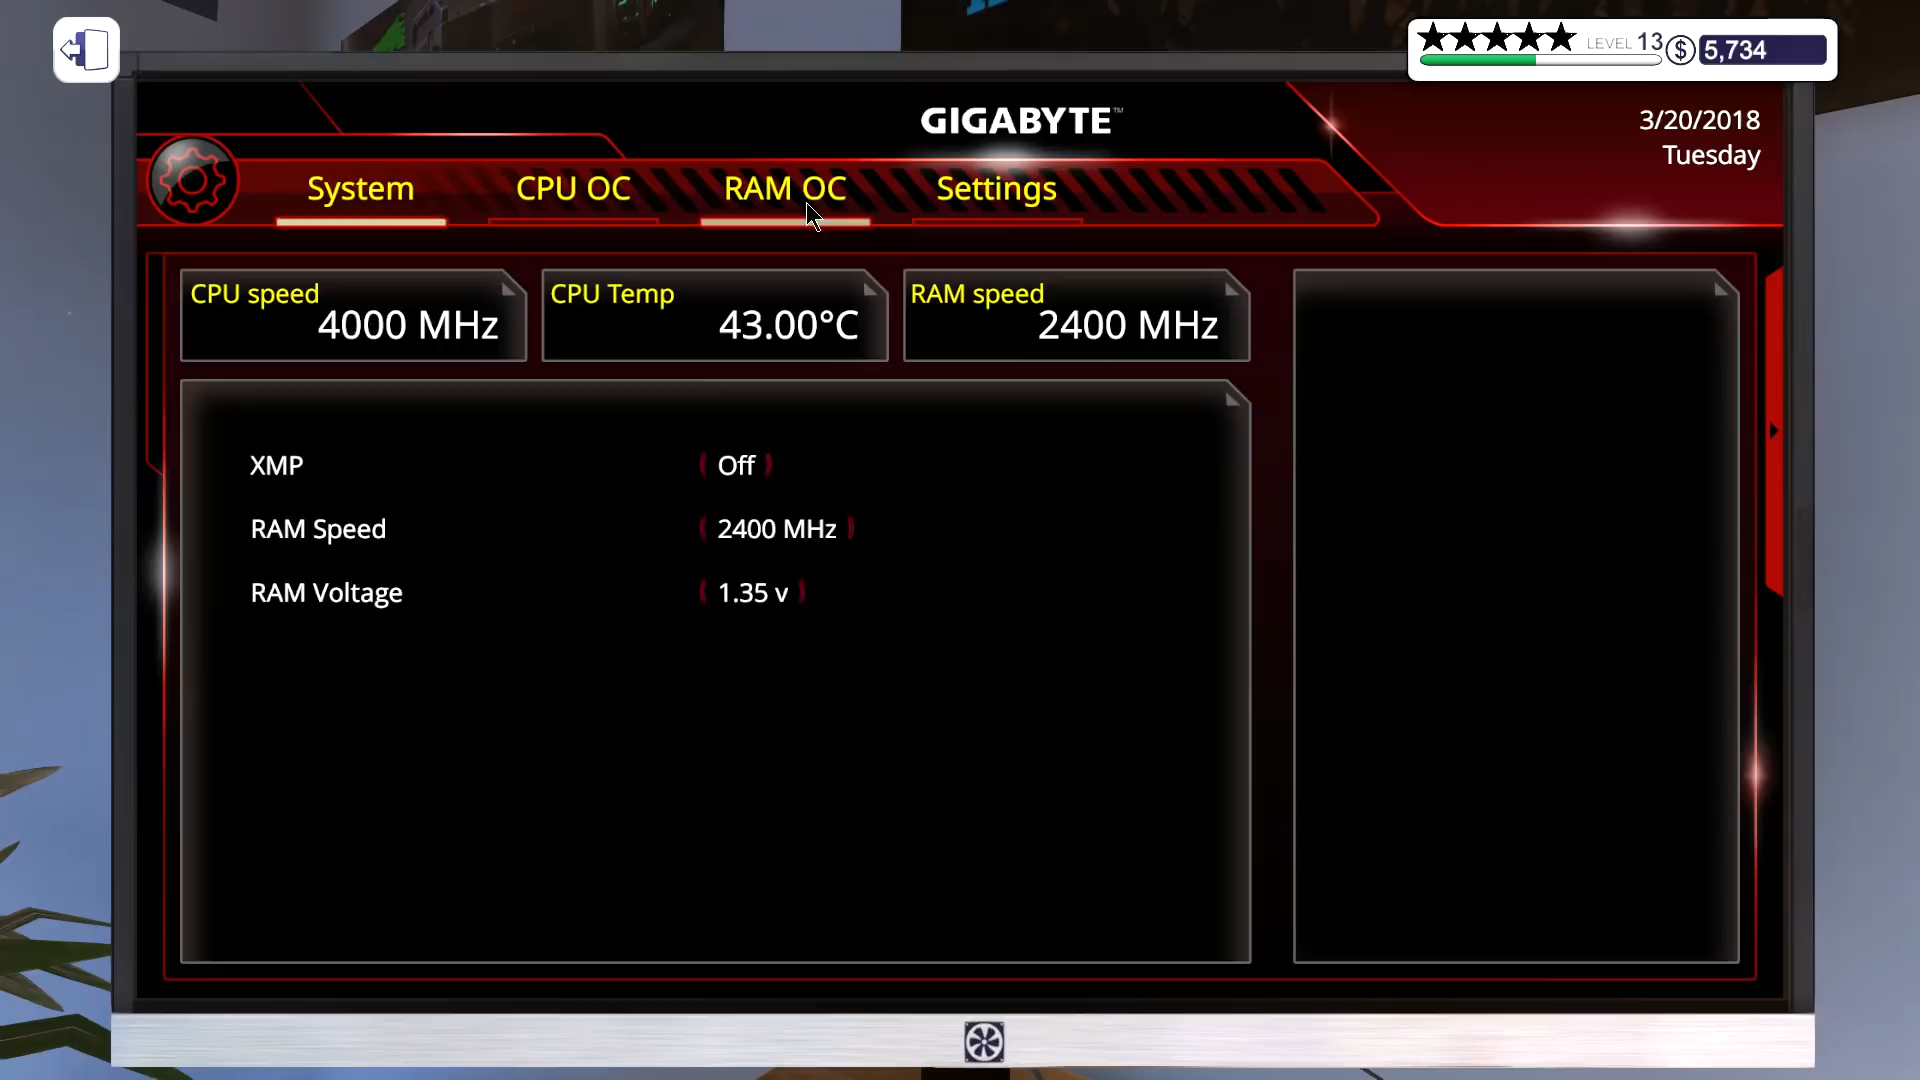 ★★★★★ LEVEL 13 $ 5,734
GIGABYTE™
3/20/2018
Tuesday
System CPU OC RAM OC Settings
CPU speed
4000 MHz
CPU Temp
43.00°C
RAM speed
2400 MHz
XMP Off
RAM Speed 2400 MHz
RAM Voltage 1.35 v